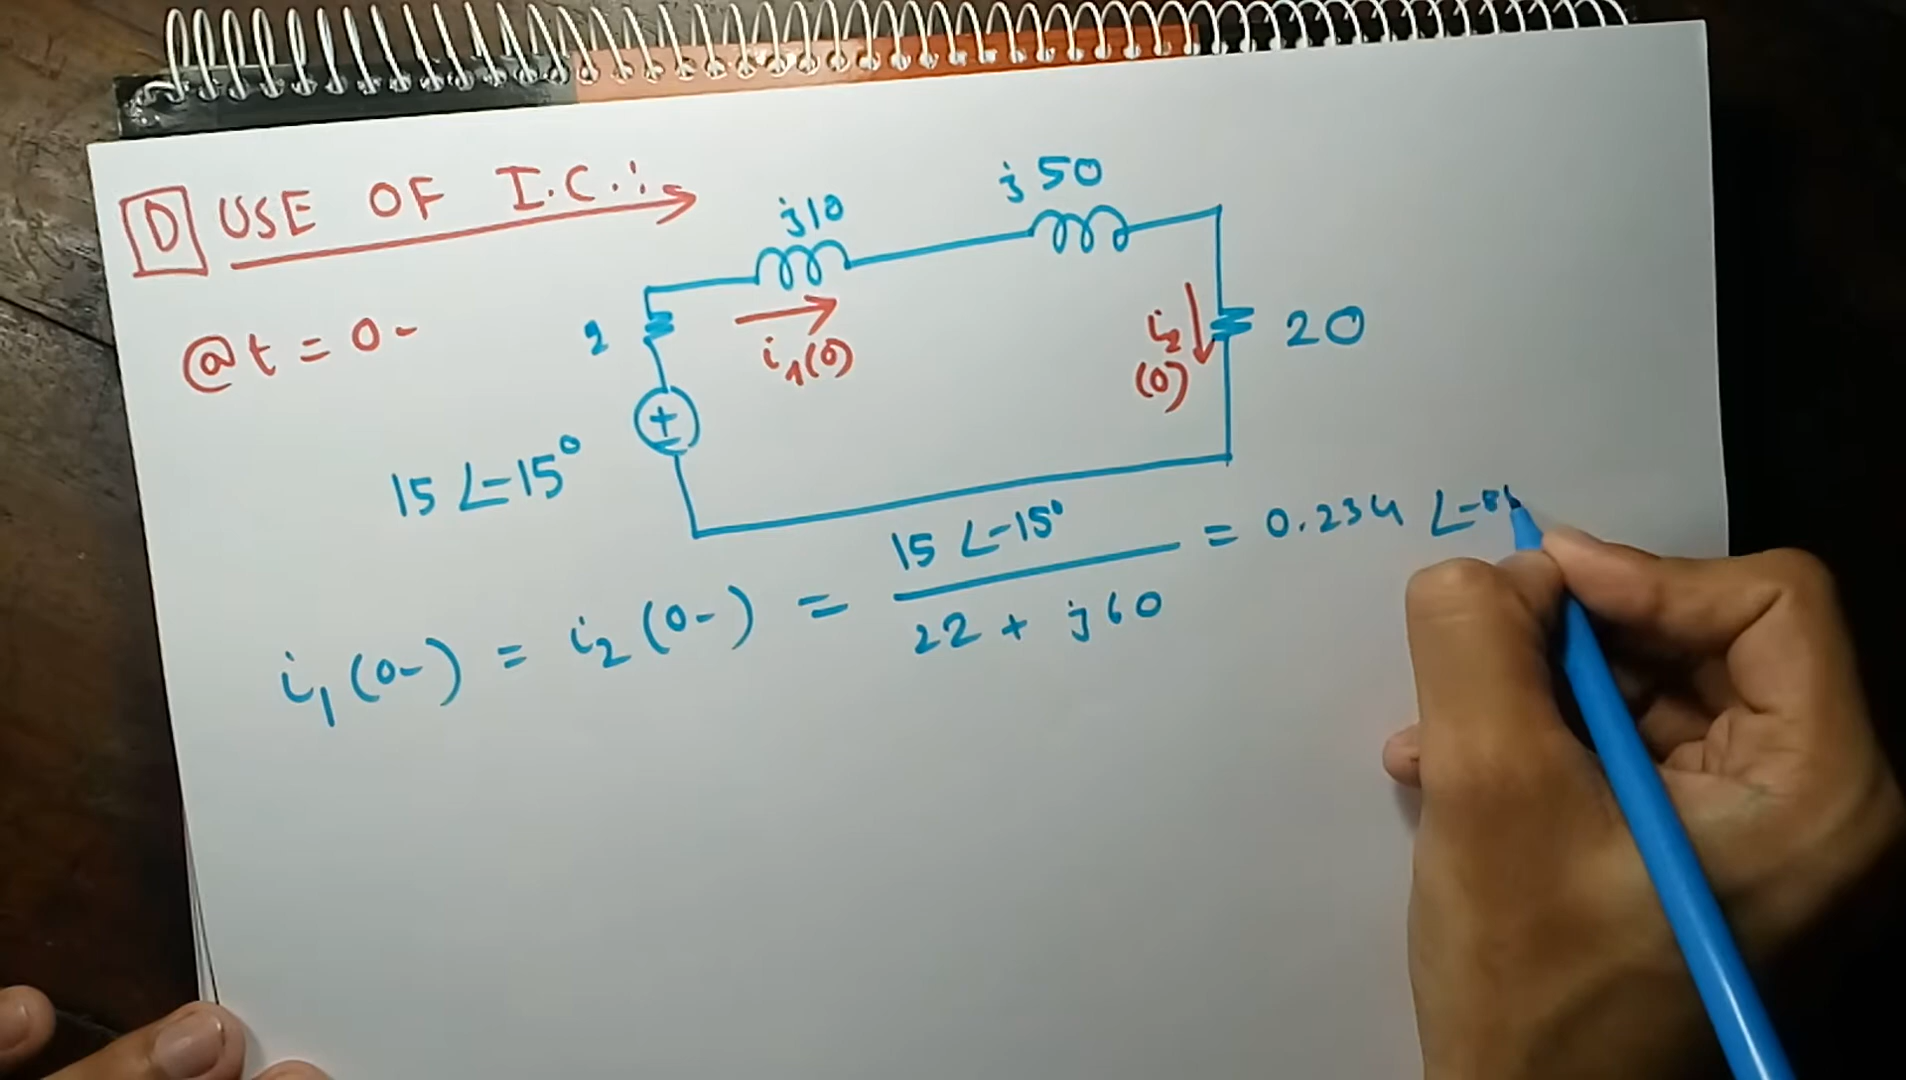 D USE OF I.C.:
@t = 0-
j10
j50
2
i₁(0)
i₂
(0)
20
15 ∠-15°
i₁(0-) = i₂(0-) = 15 ∠-15° / 22 + j60 = 0.234 ∠-8